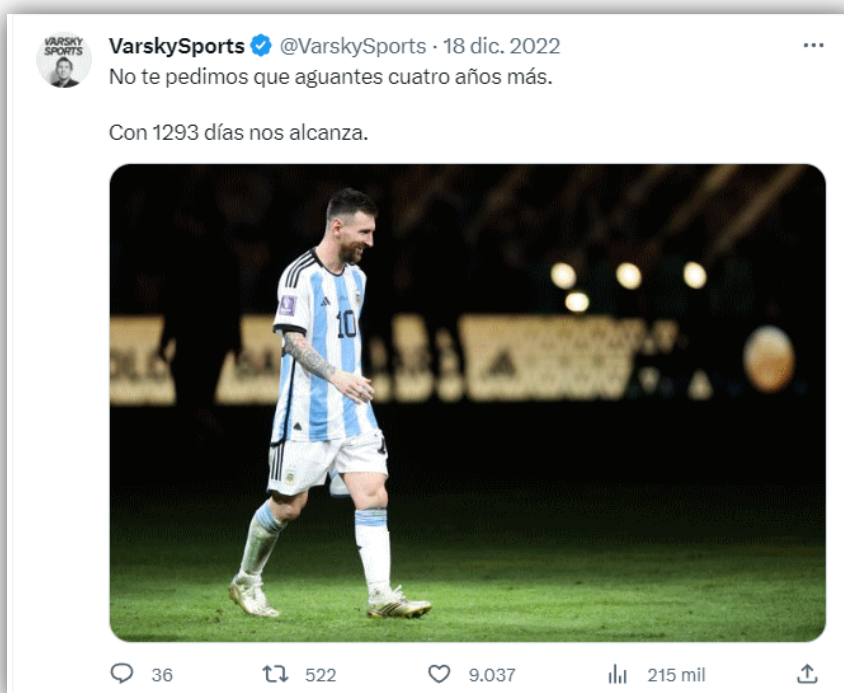 VARSKY
SPORTS
VarskySports @VarskySports · 18 dic. 2022
No te pedimos que aguantes cuatro años más.
Con 1293 días nos alcanza.
10
36 522 9.037 215 mil